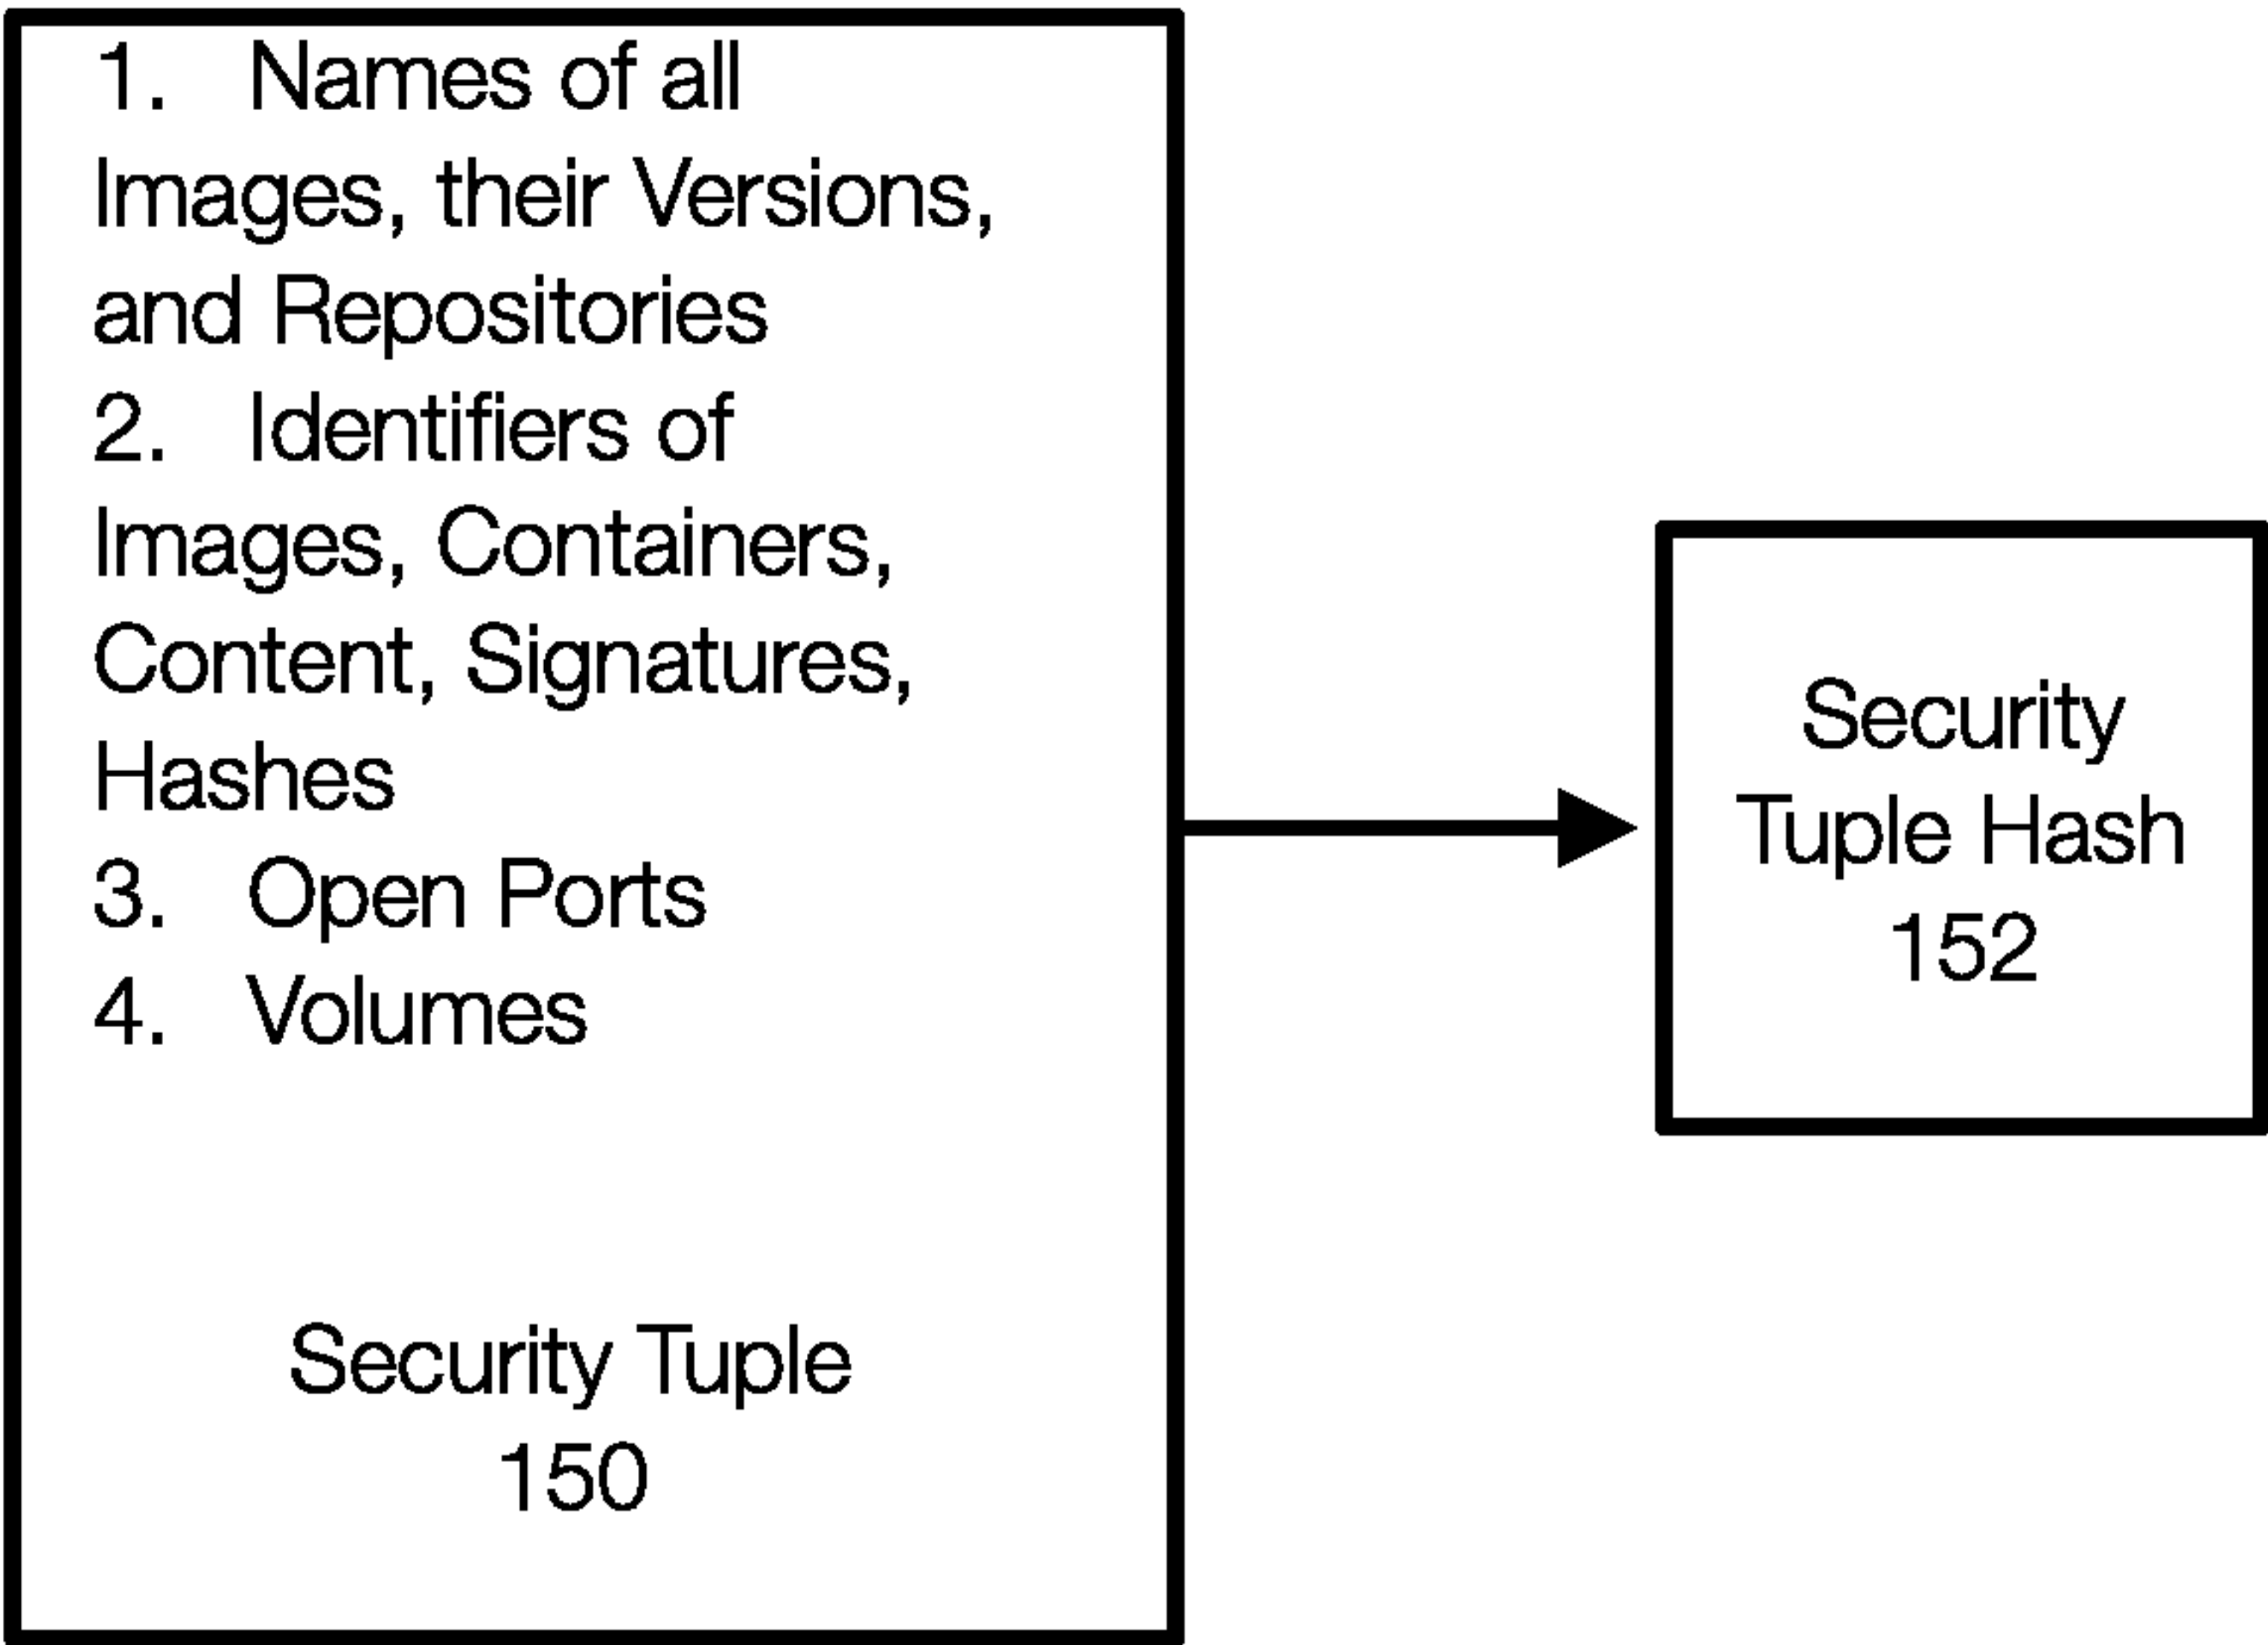 1. Names of all
Images, their Versions,
and Repositories
2. Identifiers of
Images, Containers,
Content, Signatures,
Hashes
3. Open Ports
4. Volumes
Security Tuple
150
Security
Tuple Hash
152